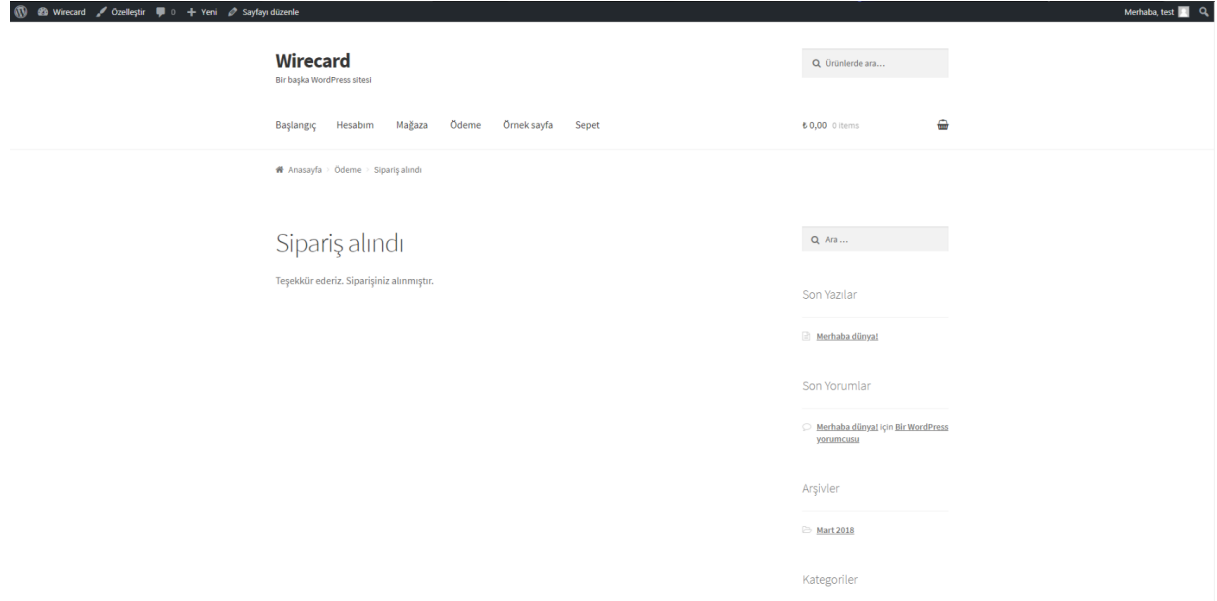 Wirecard Özelleştir 0 Yeni Sayfayı düzenle Merhaba, test
Wirecard
Bir başka WordPress sitesi
Ürünlerde ara…
Başlangıç Hesabım Mağaza Ödeme Örnek sayfa Sepet
₺ 0,00 0 items
Anasayfa Ödeme Sipariş alındı
Sipariş alındı
Teşekkür ederiz. Siparişiniz alınmıştır.
Ara …
Son Yazılar
Merhaba dünya!
Son Yorumlar
Merhaba dünya! için Bir WordPress
yorumcusu
Arşivler
Mart 2018
Kategoriler